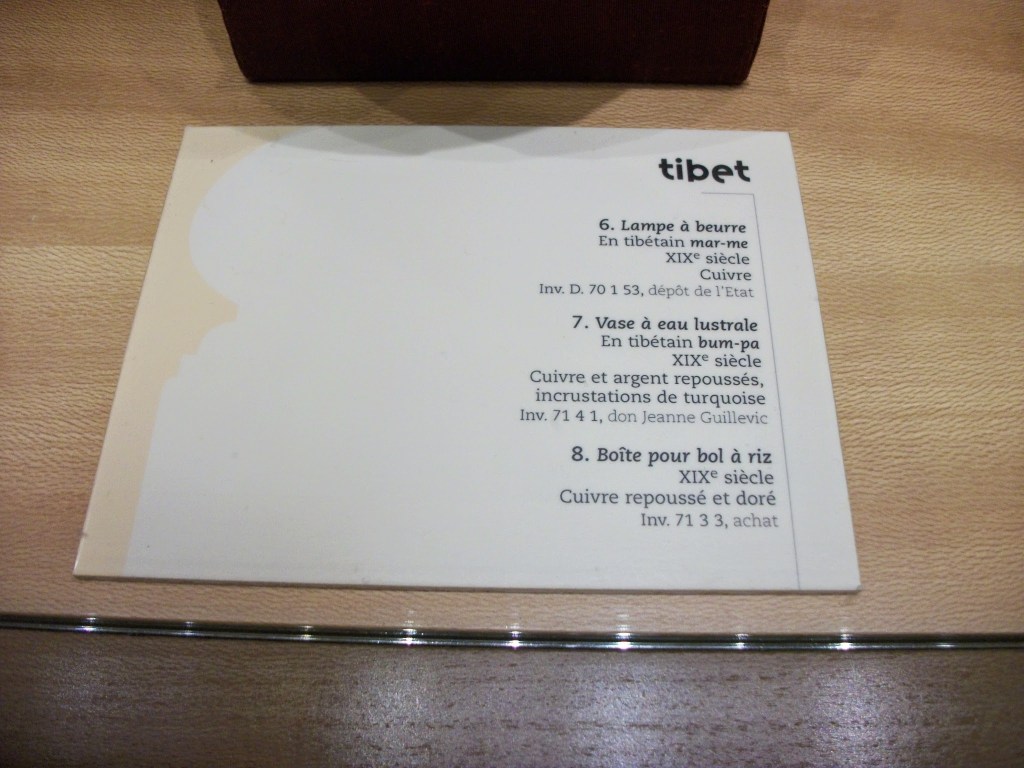 tibet
6. Lampe à beurre
En tibétain mar-me
XIXe siècle
Cuivre
Inv. D. 70 1 53, dépôt de l'Etat
7. Vase à eau lustrale
En tibétain bum-pa
XIXe siècle
Cuivre et argent repoussés,
incrustations de turquoise
Inv. 71 4 1, don Jeanne Guillevic
8. Boîte pour bol à riz
XIXe siècle
Cuivre repoussé et doré
Inv. 71 3 3, achat